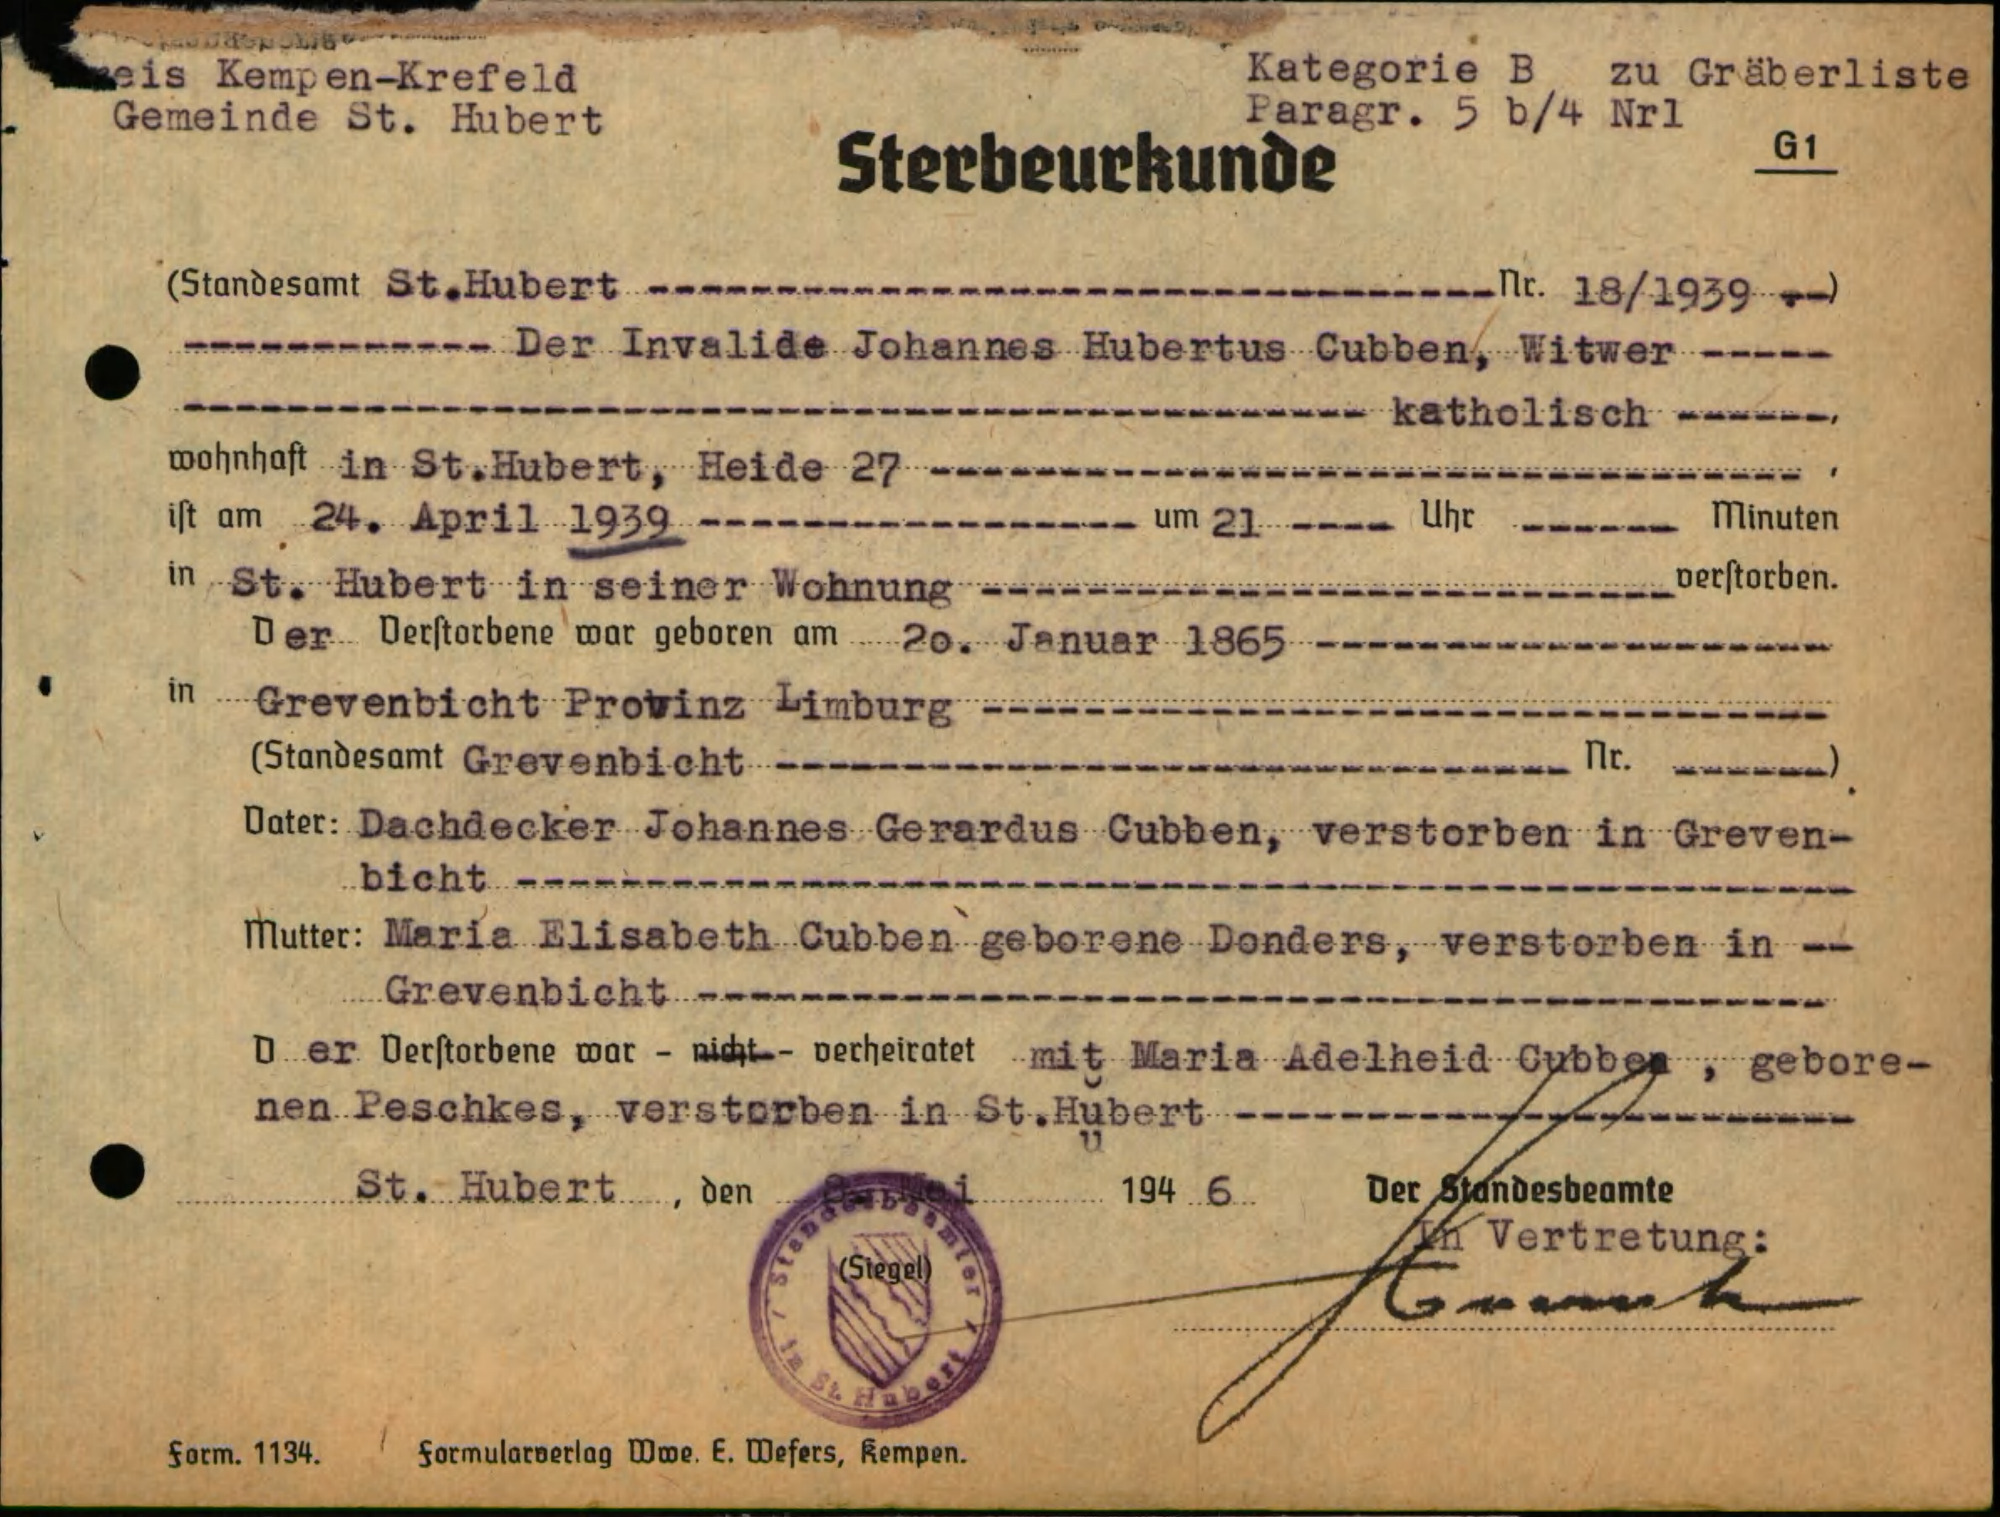 reis Kempen-Krefeld
Gemeinde St. Hubert
Kategorie B zu Gräberliste
Paragr. 5 b/4 Nr1
G1
Sterbeurkunde
(Standesamt St.Hubert -------------------------------- Nr. 18/1939 .--)
------------ Der Invalide Johannes Hubertus Cubben, Witwer -----
---------------------------------------------- katholisch ------,
wohnhaft in St.Hubert, Heide 27 ---------------------------------- ,
ist am 24. April 1939 ----------------- um 21 ---- Uhr ------ Minuten
in St. Hubert in seiner Wohnung --------------------------- verstorben.
Der Verstorbene war geboren am 2o. Januar 1865 --------------------
in Grevenbicht Provinz Limburg ---------------------------------
(Standesamt Grevenbicht ------------------------------- Nr. ------)
Vater: Dachdecker Johannes Gerardus Cubben, verstorben in Greven-
bicht ----------------------------------------------------
Mutter: Maria Elisabeth Cubben geborene Donders, verstorben in --
Grevenbicht --------------------------------------------
D er Verstorbene war - nicht - verheiratet mit Maria Adelheid Cubben , gebore-
nen Peschkes, verstorben in St.Hubert ------------------------
u
St. Hubert , den 8. Mai 194 6
Der Standesbeamte
In Vertretung:
(Siegel)
Standesbeamter
in St. Hubert
Form. 1134.
Formularverlag Wwe. E. Wefers, Kempen.